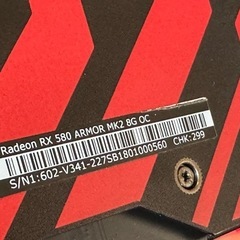 Radeon RX 580 ARMOR MK2 8G OC
S/N1:602-V341-227SB1801000560 CHK:299